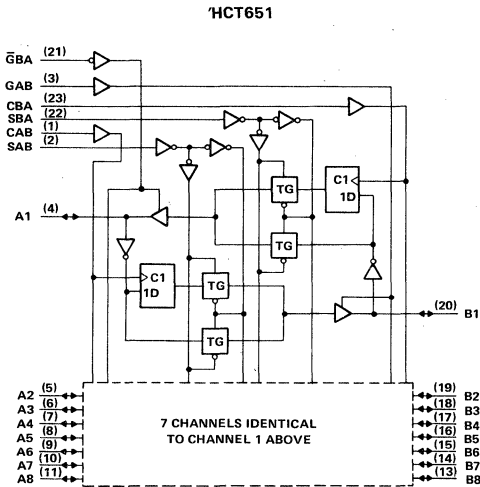 'HCT651
G̅BA (21)
GAB (3)
CBA (23)
SBA (22)
CAB (1)
SAB (2)
TG
C1
1D
A1 (4)
TG
C1
1D
TG
(20) B1
TG
A2 (5)
A3 (6)
A4 (7)
A5 (8)
A6 (9)
A7 (10)
A8 (11)
7 CHANNELS IDENTICAL
TO CHANNEL 1 ABOVE
(19) B2
(18) B3
(17) B4
(16) B5
(15) B6
(14) B7
(13) B8